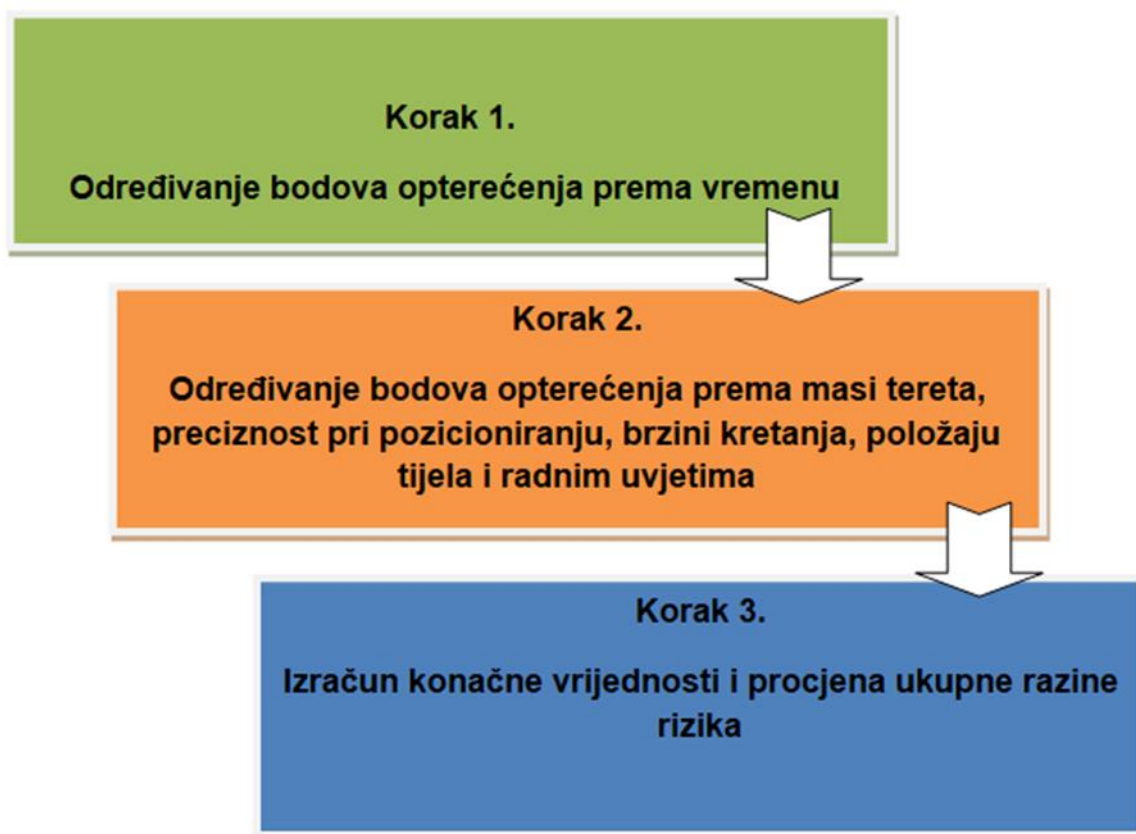 Korak 1.
Određivanje bodova opterećenja prema vremenu
Korak 2.
Određivanje bodova opterećenja prema masi tereta,
preciznost pri pozicioniranju, brzini kretanja, položaju
tijela i radnim uvjetima
Korak 3.
Izračun konačne vrijednosti i procjena ukupne razine
rizika